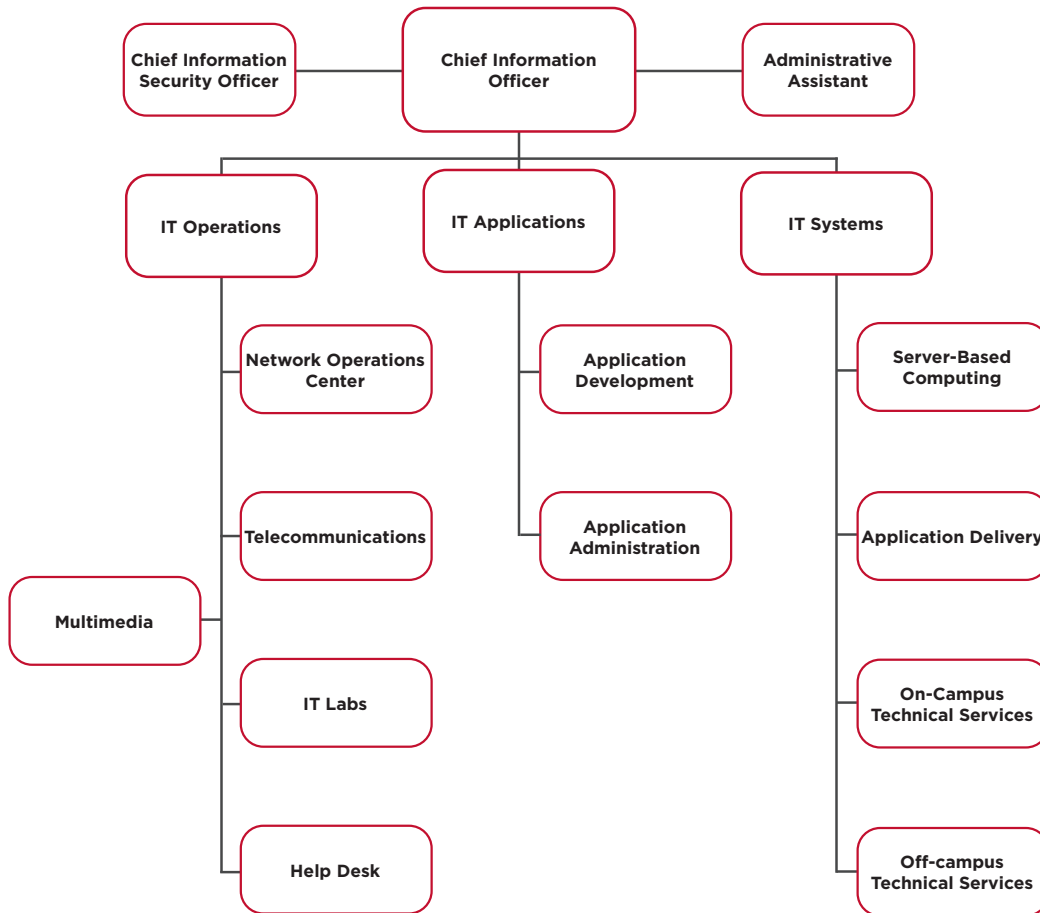 Chief Information
Security Officer
Chief Information
Officer
Administrative
Assistant
IT Operations
IT Applications
IT Systems
Network Operations
Center
Application
Development
Server-Based
Computing
Telecommunications
Application
Administration
Application Delivery
Multimedia
IT Labs
On-Campus
Technical Services
Help Desk
Off-campus
Technical Services